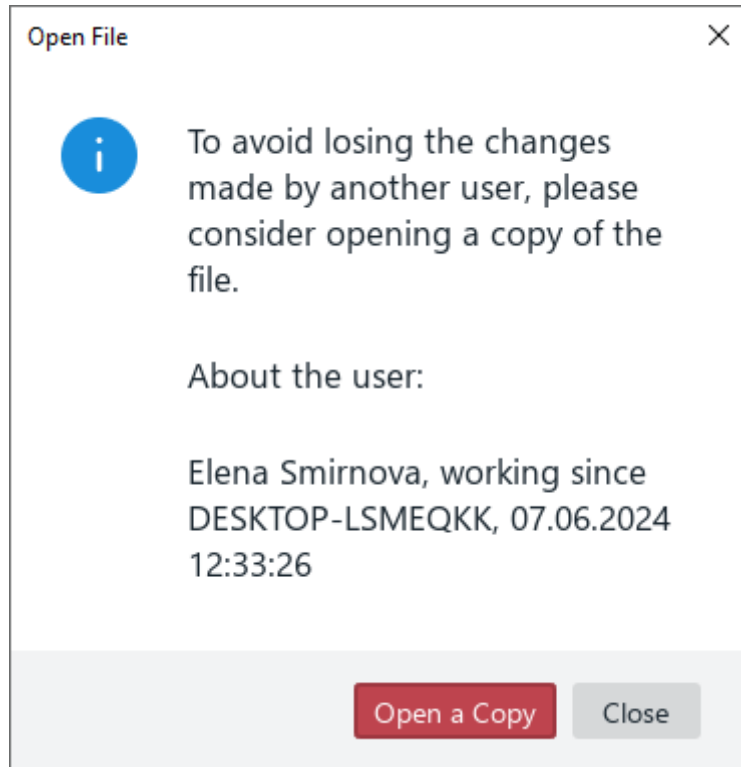 Open File
To avoid losing the changes
made by another user, please
consider opening a copy of the
file.
About the user:
Elena Smirnova, working since
DESKTOP-LSMEQKK, 07.06.2024
12:33:26
Open a Copy
Close